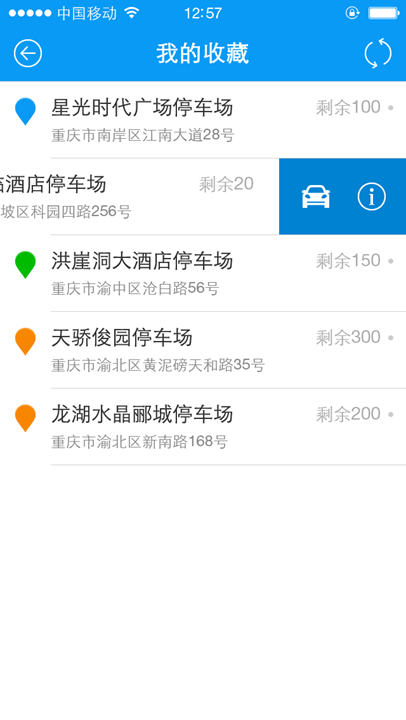 中国移动 12:57
我的收藏
星光时代广场停车场 剩余100
重庆市南岸区江南大道28号
酒店停车场 剩余20
坡区科园四路256号
洪崖洞大酒店停车场 剩余150
重庆市渝中区沧白路56号
天骄俊园停车场 剩余300
重庆市渝北区黄泥磅天和路35号
龙湖水晶郦城停车场 剩余200
重庆市渝北区新南路168号